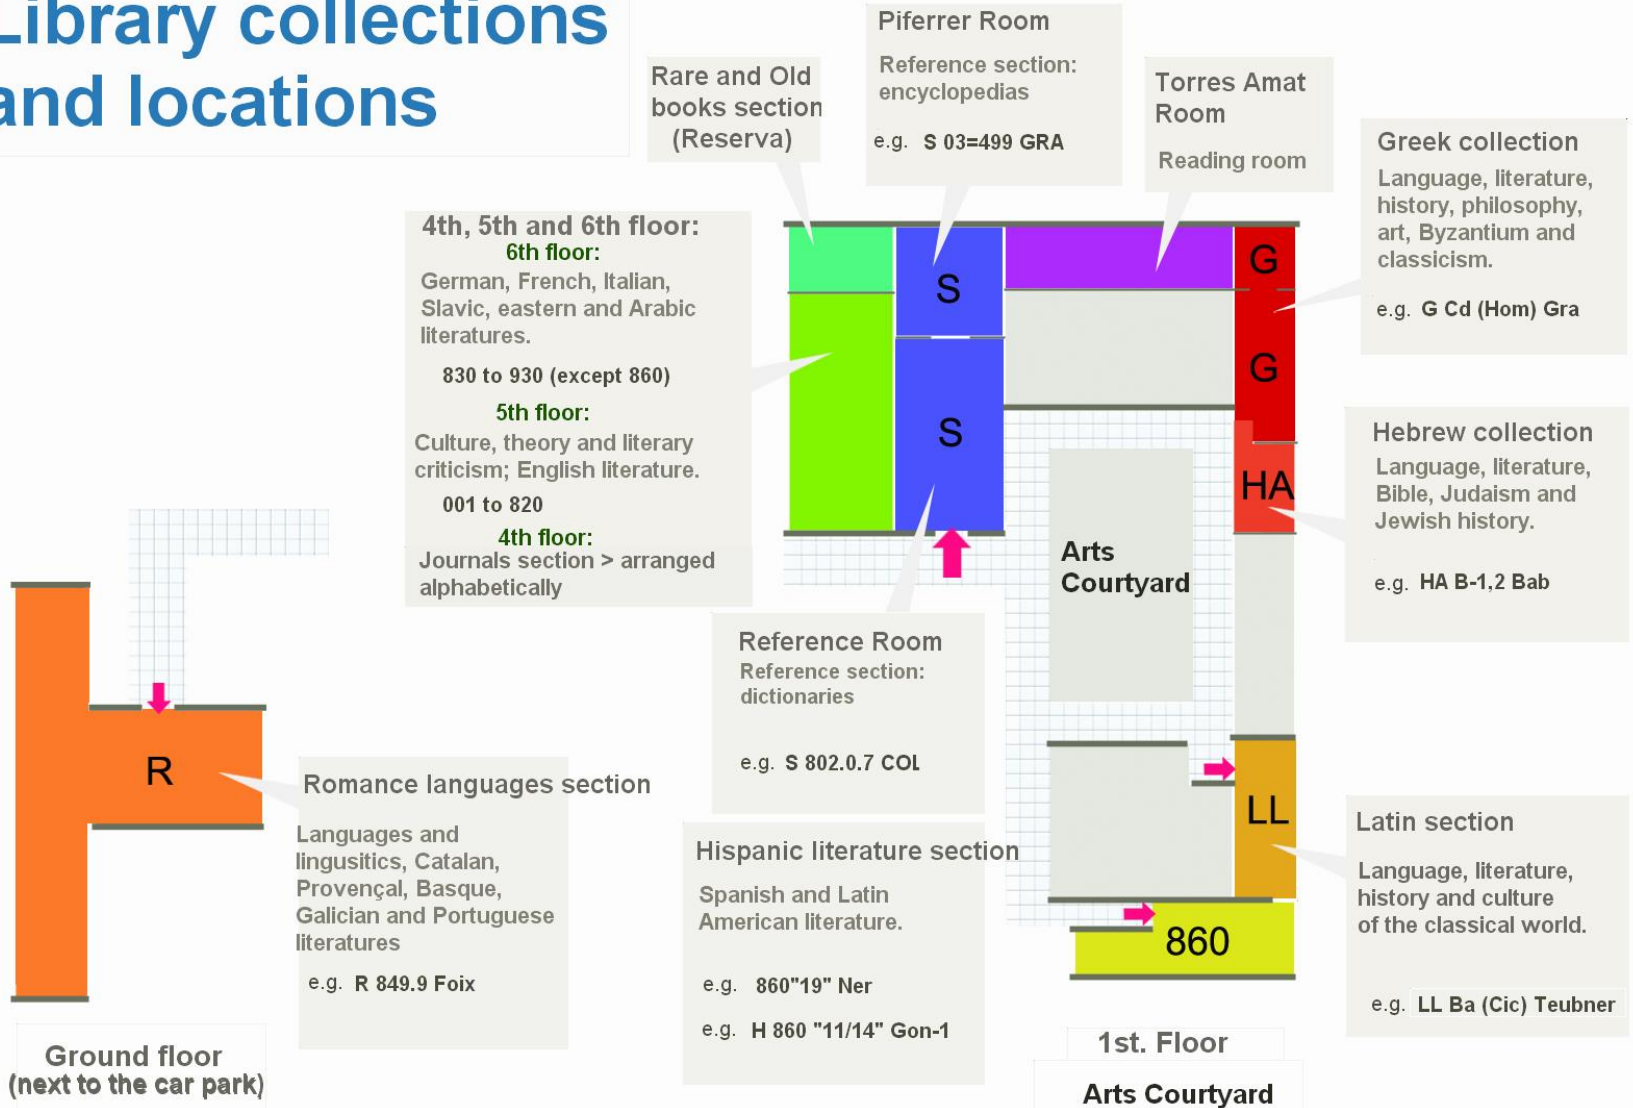 Library collections
and locations
Rare and Old
books section
(Reserva)
Piferrer Room
Reference section:
encyclopedias
e.g. S 03=499 GRA
Torres Amat
Room
Reading room
Greek collection
Language, literature,
history, philosophy,
art, Byzantium and
classicism.
e.g. G Cd (Hom) Gra
4th, 5th and 6th floor:
6th floor:
German, French, Italian,
Slavic, eastern and Arabic
literatures.
830 to 930 (except 860)
5th floor:
Culture, theory and literary
criticism; English literature.
001 to 820
4th floor:
Journals section > arranged
alphabetically
S
S
G
G
HA
Arts
Courtyard
LL
860
Hebrew collection
Language, literature,
Bible, Judaism and
Jewish history.
e.g. HA B-1,2 Bab
Reference Room
Reference section:
dictionaries
e.g. S 802.0.7 COL
R
Romance languages section
Languages and
lingusitics, Catalan,
Provençal, Basque,
Galician and Portuguese
literatures
e.g. R 849.9 Foix
Hispanic literature section
Spanish and Latin
American literature.
e.g. 860"19" Ner
e.g. H 860 "11/14" Gon-1
Latin section
Language, literature,
history and culture
of the classical world.
e.g. LL Ba (Cic) Teubner
Ground floor
(next to the car park)
1st. Floor
Arts Courtyard